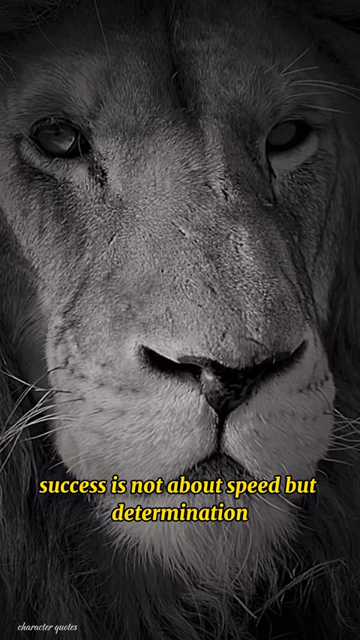 success is not about speed but
determination
character quotes